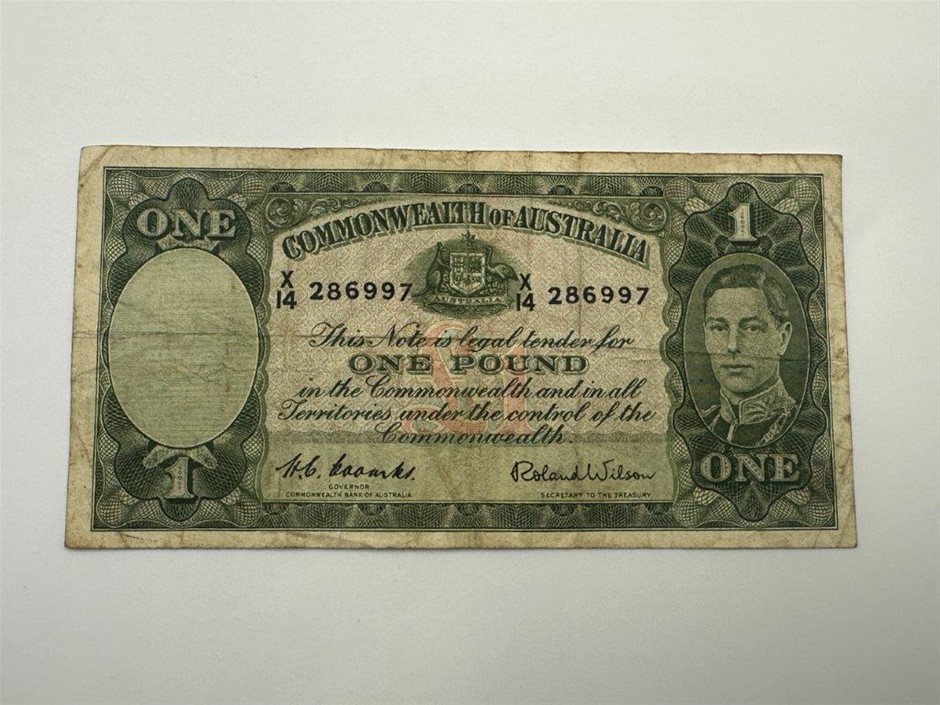 ONE
1
COMMONWEALTH OF AUSTRALIA
AUSTRALIA
X/14 286997 X/14 286997
This Note is legal tender for
ONE POUND
in the Commonwealth and in all
Territories under the control of the
Commonwealth.
H.C. Coombs.
GOVERNOR
COMMONWEALTH BANK OF AUSTRALIA
Roland Wilson
SECRETARY TO THE TREASURY
1
ONE